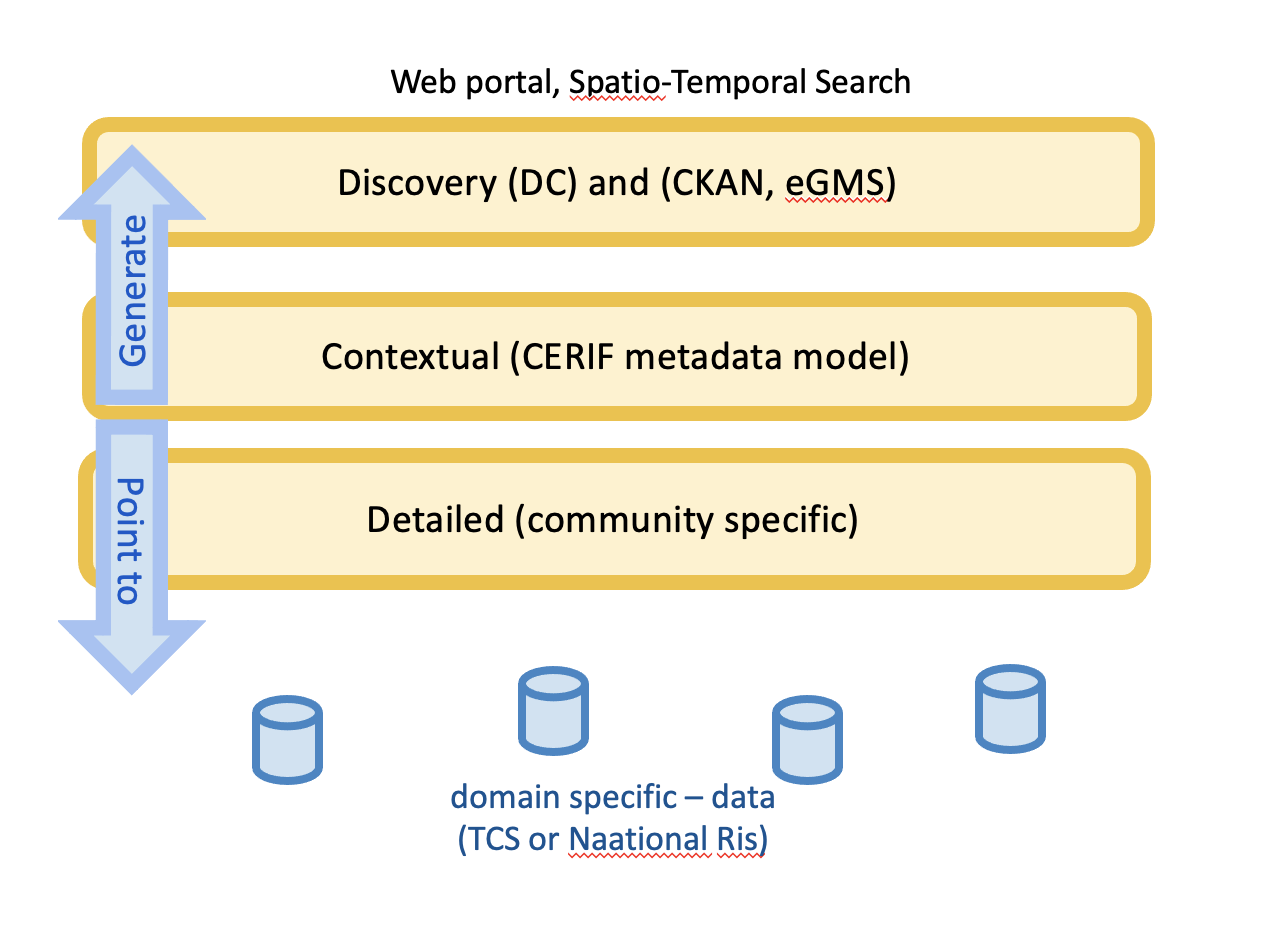 Web portal, Spatio-Temporal Search
Discovery (DC) and (CKAN, eGMS)
Generate
Contextual (CERIF metadata model)
Point to
Detailed (community specific)
domain specific – data
(TCS or Naational Ris)